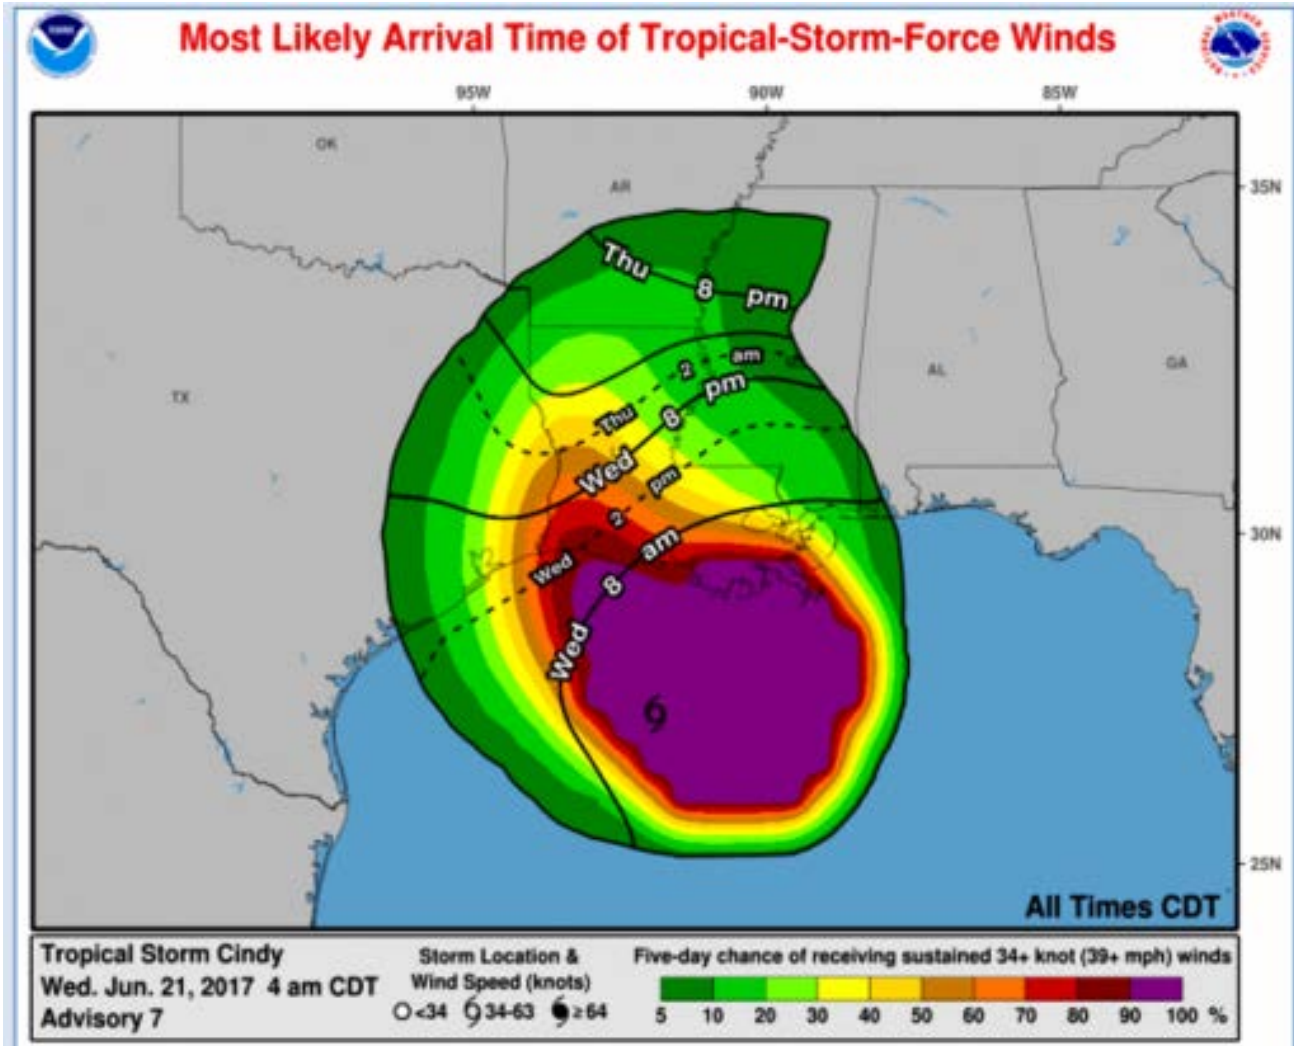 Most Likely Arrival Time of Tropical-Storm-Force Winds
95W 90W 85W
OK
AR
35N
Thu 8 pm
2 am
Thu
TX
AL
GA
Wed 8 pm
2 pm
Wed
30N
Wed 8 am
25N
All Times CDT
Tropical Storm Cindy
Wed. Jun. 21, 2017 4 am CDT
Advisory 7
Storm Location &
Wind Speed (knots)
<34 34-63 ≥64
Five-day chance of receiving sustained 34+ knot (39+ mph) winds
5 10 20 30 40 50 60 70 80 90 100 %